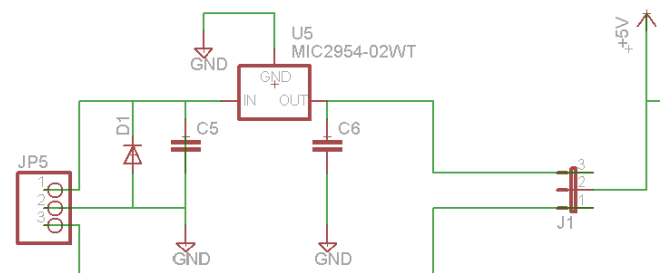 U5
MIC2954-02WT
+5V
GND
GND
IN
OUT
D1
C5
C6
JP5
1
2
3
3
2
1
J1
GND
GND